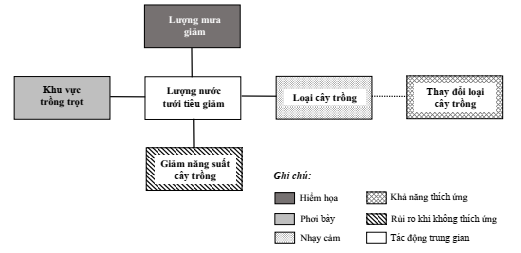 Lượng mưa
giảm
Khu vực
trồng trọt
Lượng nước
tưới tiêu giảm
Loại cây trồng
Thay đổi loại
cây trồng
Giảm năng suất
cây trồng
Ghi chú:
Hiểm họa
Khả năng thích ứng
Phơi bày
Rủi ro khi không thích ứng
Nhạy cảm
Tác động trung gian